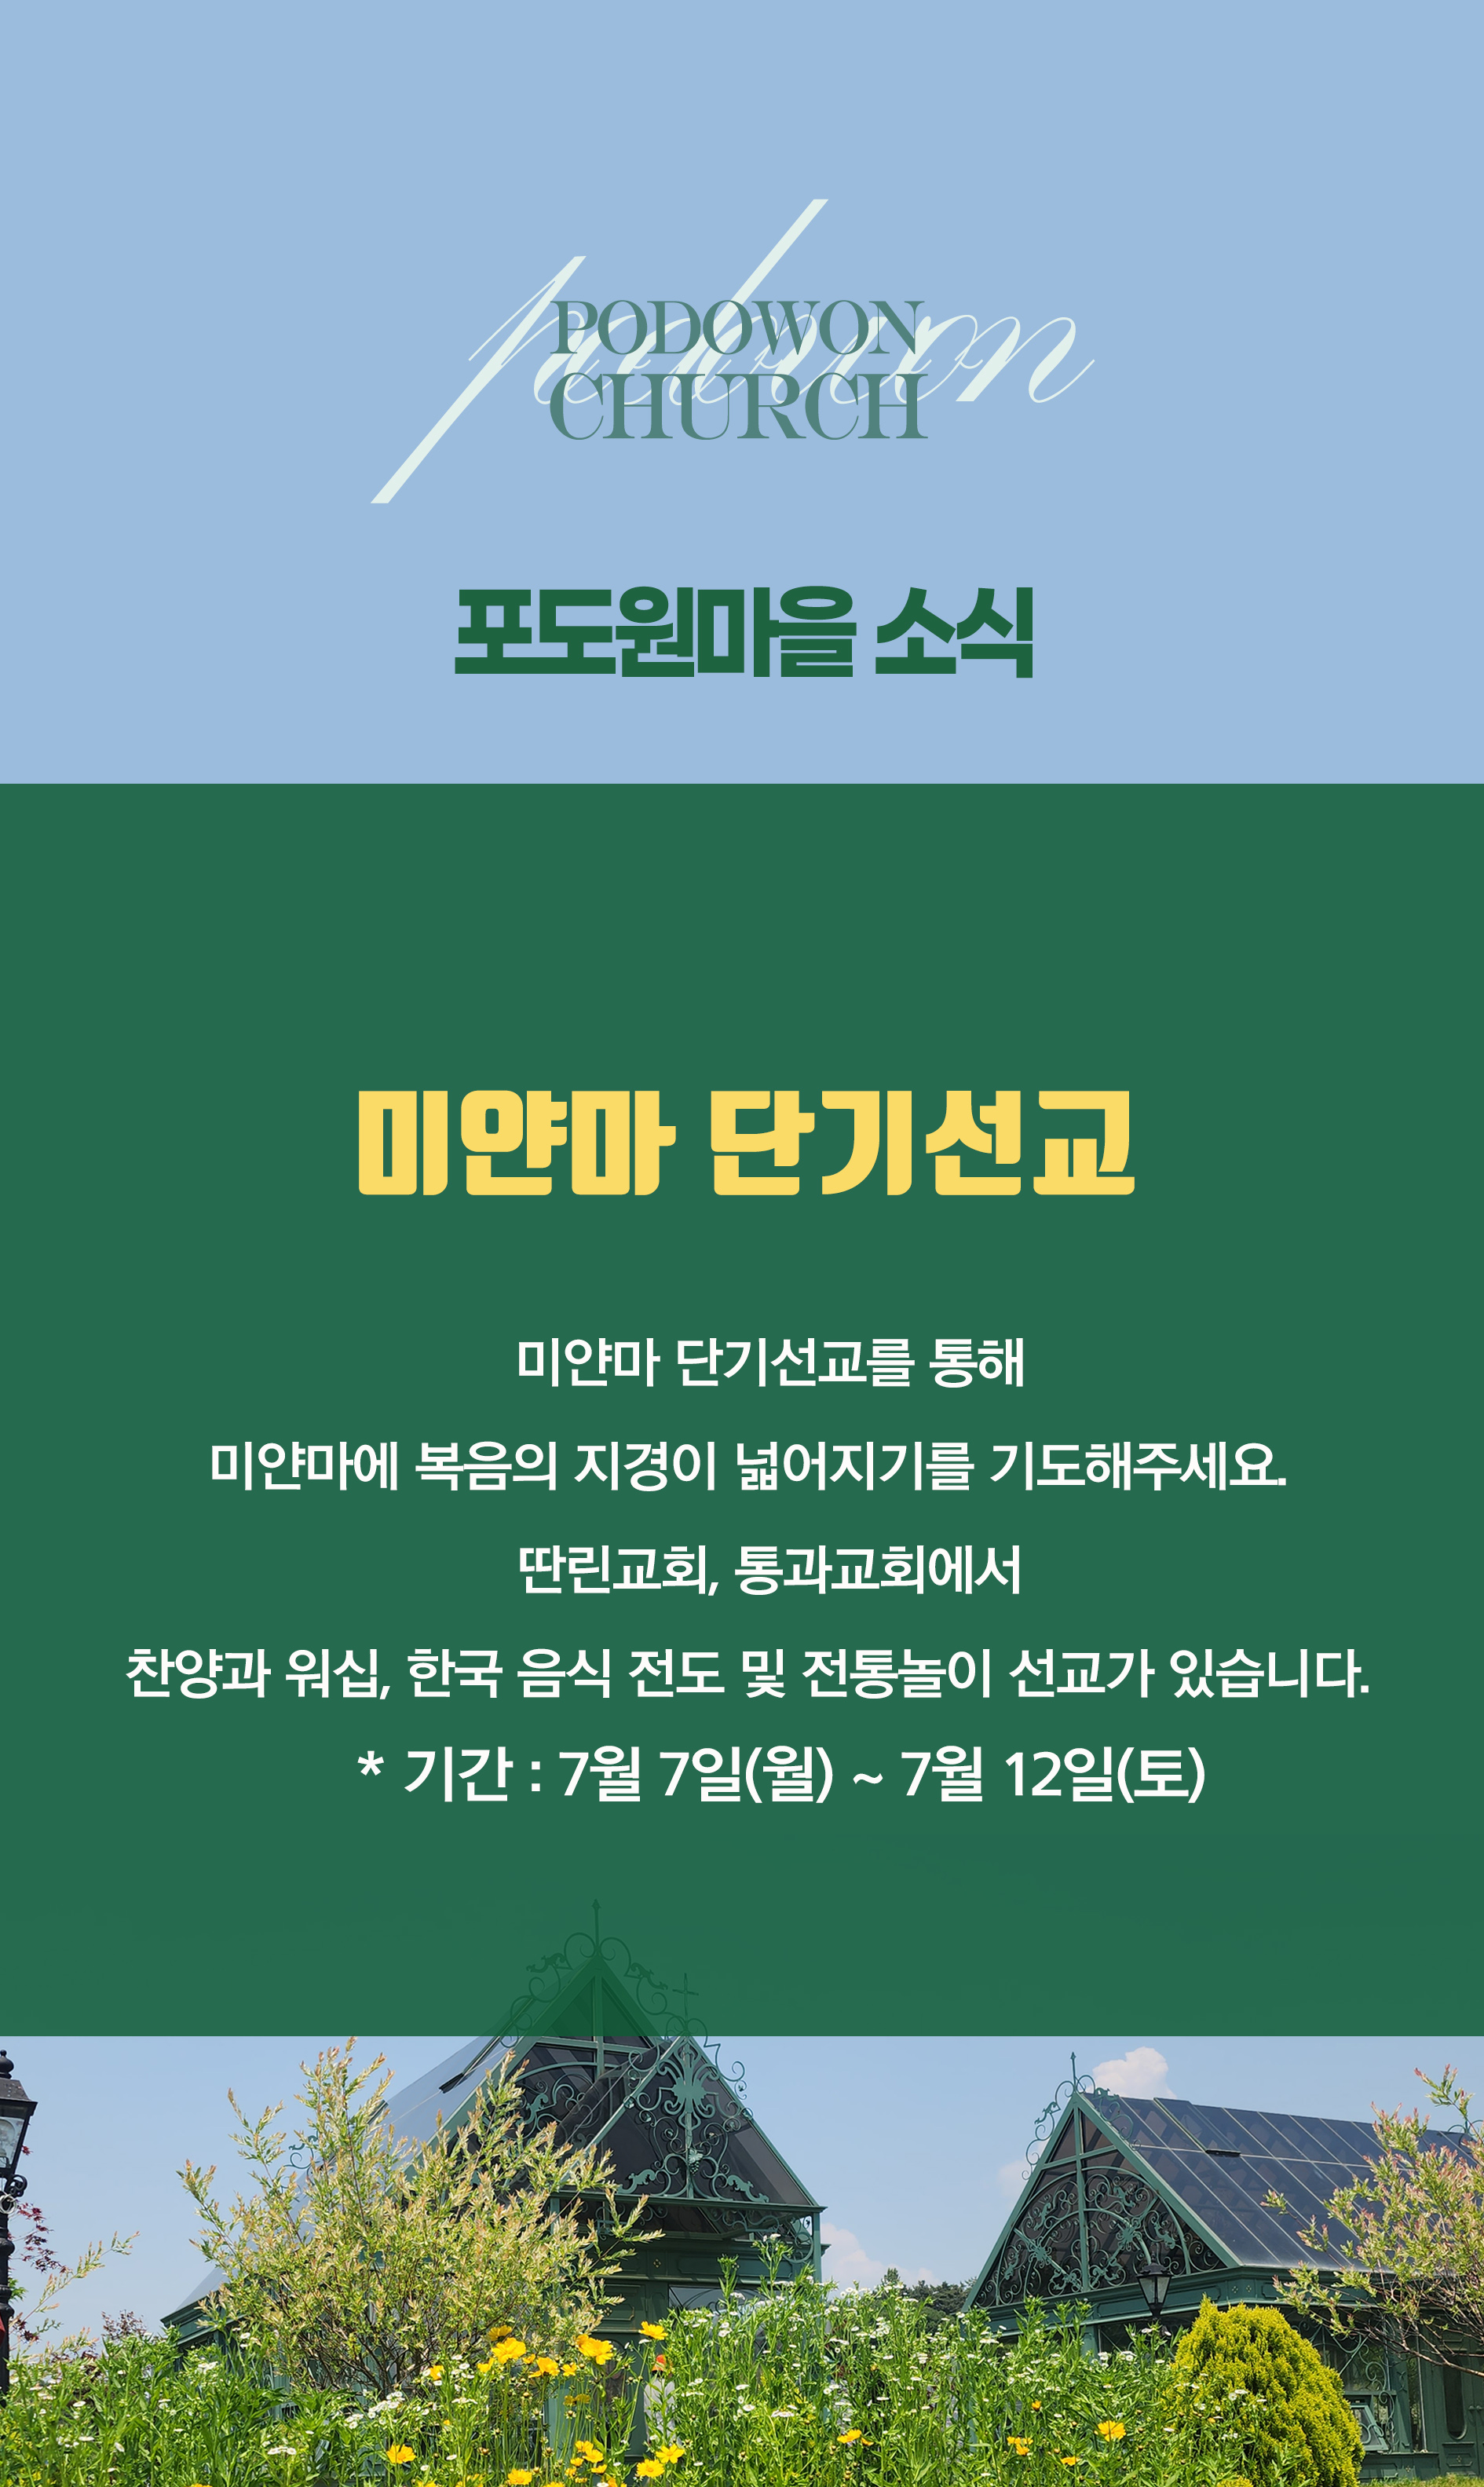 podowon
PODOWON
CHURCH
포도원마을 소식
미얀마 단기선교
미얀마 단기선교를 통해
미얀마에 복음의 지경이 넓어지기를 기도해주세요.
딴린교회, 통과교회에서
찬양과 워십, 한국 음식 전도 및 전통놀이 선교가 있습니다.
* 기간 : 7월 7일(월) ~ 7월 12일(토)